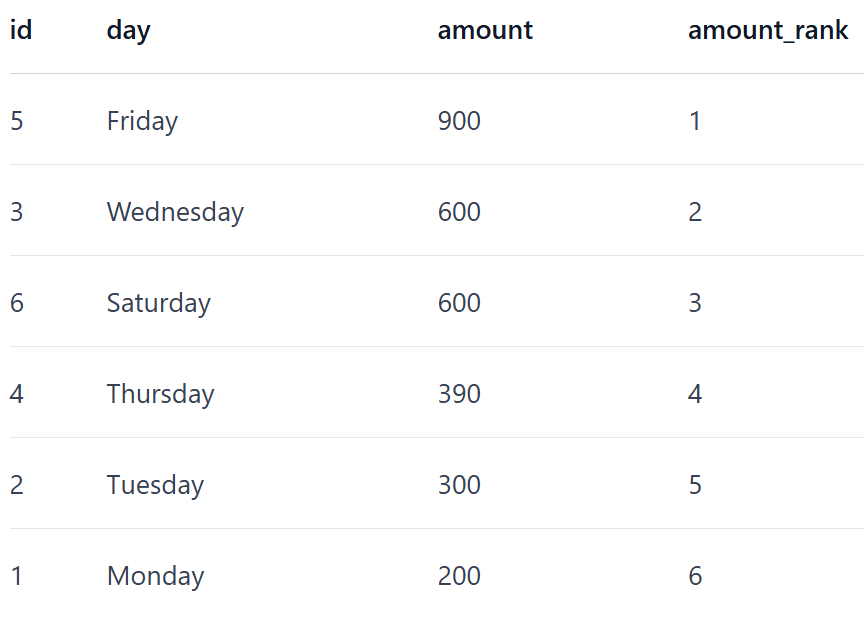 id day amount amount_rank
5 Friday 900 1
3 Wednesday 600 2
6 Saturday 600 3
4 Thursday 390 4
2 Tuesday 300 5
1 Monday 200 6